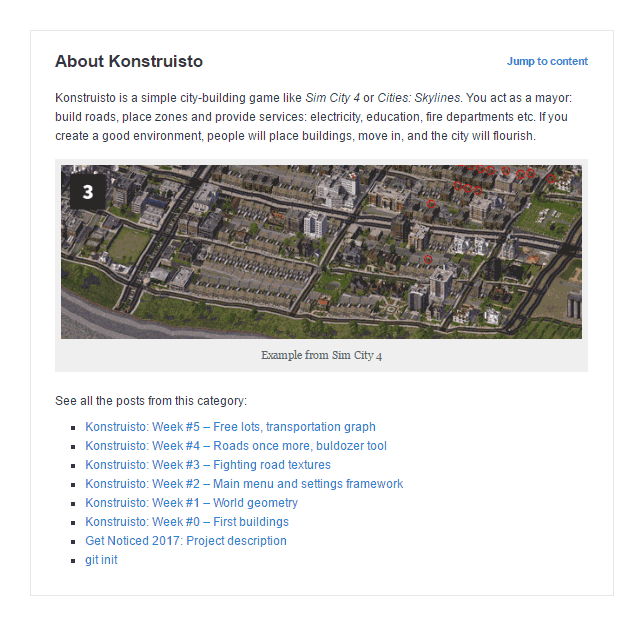 About Konstruisto
Jump to content
Konstruisto is a simple city-building game like Sim City 4 or Cities: Skylines. You act as a mayor:
build roads, place zones and provide services: electricity, education, fire departments etc. If you
create a good environment, people will place buildings, move in, and the city will flourish.
3
Example from Sim City 4
See all the posts from this category:
Konstruisto: Week #5 – Free lots, transportation graph
Konstruisto: Week #4 – Roads once more, buldozer tool
Konstruisto: Week #3 – Fighting road textures
Konstruisto: Week #2 – Main menu and settings framework
Konstruisto: Week #1 – World geometry
Konstruisto: Week #0 – First buildings
Get Noticed 2017: Project description
git init